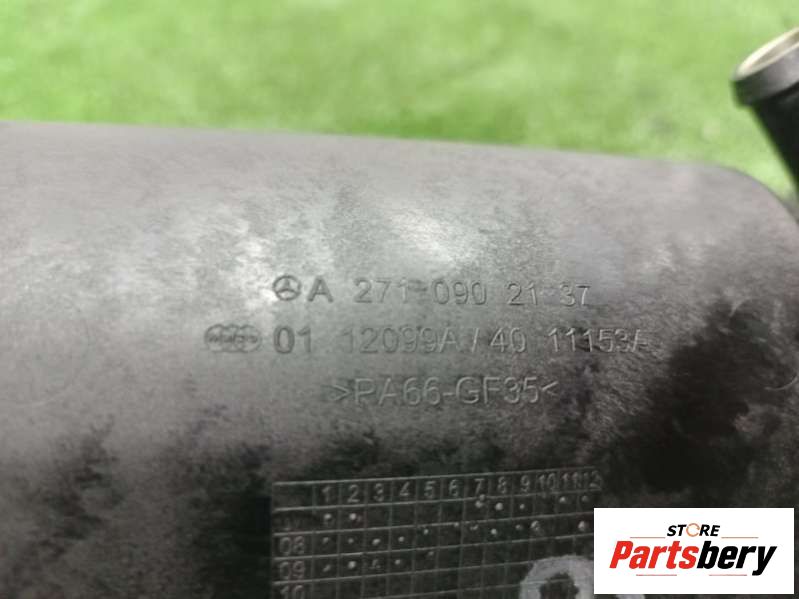 A 271 090 21 37
01 12099A/40 11153A
>PA66-GF35<
1 2 3 4 5 6 7 8 9 10 11 12
08
09
10
STORE
Partsbery